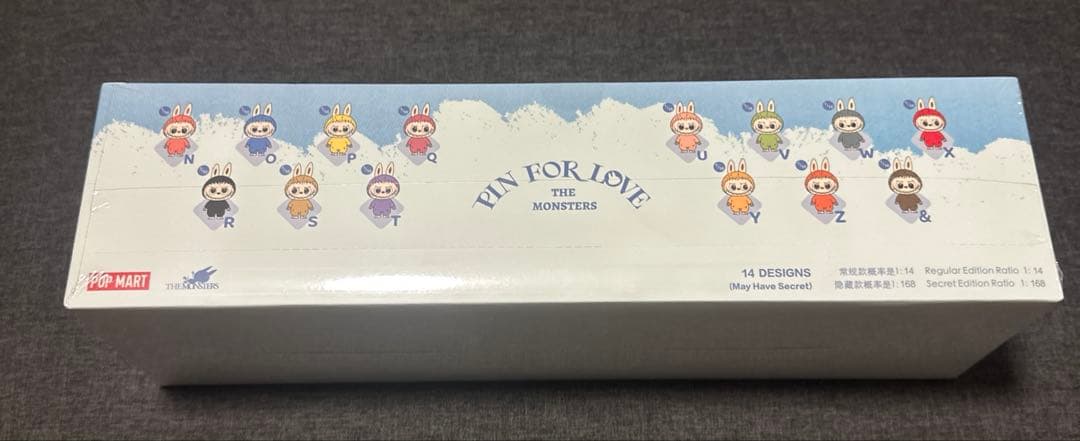 N O P Q
R S T
U V W X
Y Z &
PIN FOR LOVE
THE
MONSTERS
POP MART
THE MONSTERS
14 DESIGNS
(May Have Secret)
常规款概率是1:14 Regular Edition Ratio 1:14
隐藏款概率是1:168 Secret Edition Ratio 1:168